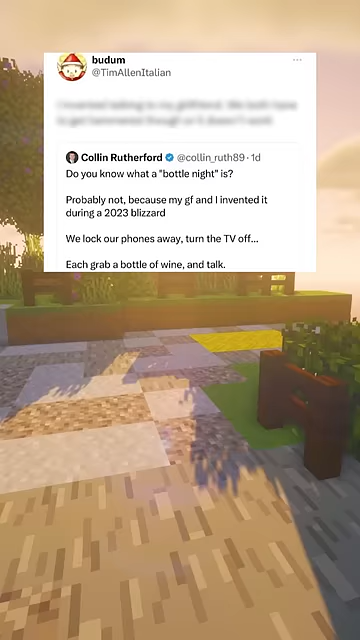 budum
@TimAllenItalian
Collin Rutherford @collin_ruth89 · 1d
Do you know what a "bottle night" is?
Probably not, because my gf and I invented it
during a 2023 blizzard
We lock our phones away, turn the TV off...
Each grab a bottle of wine, and talk.